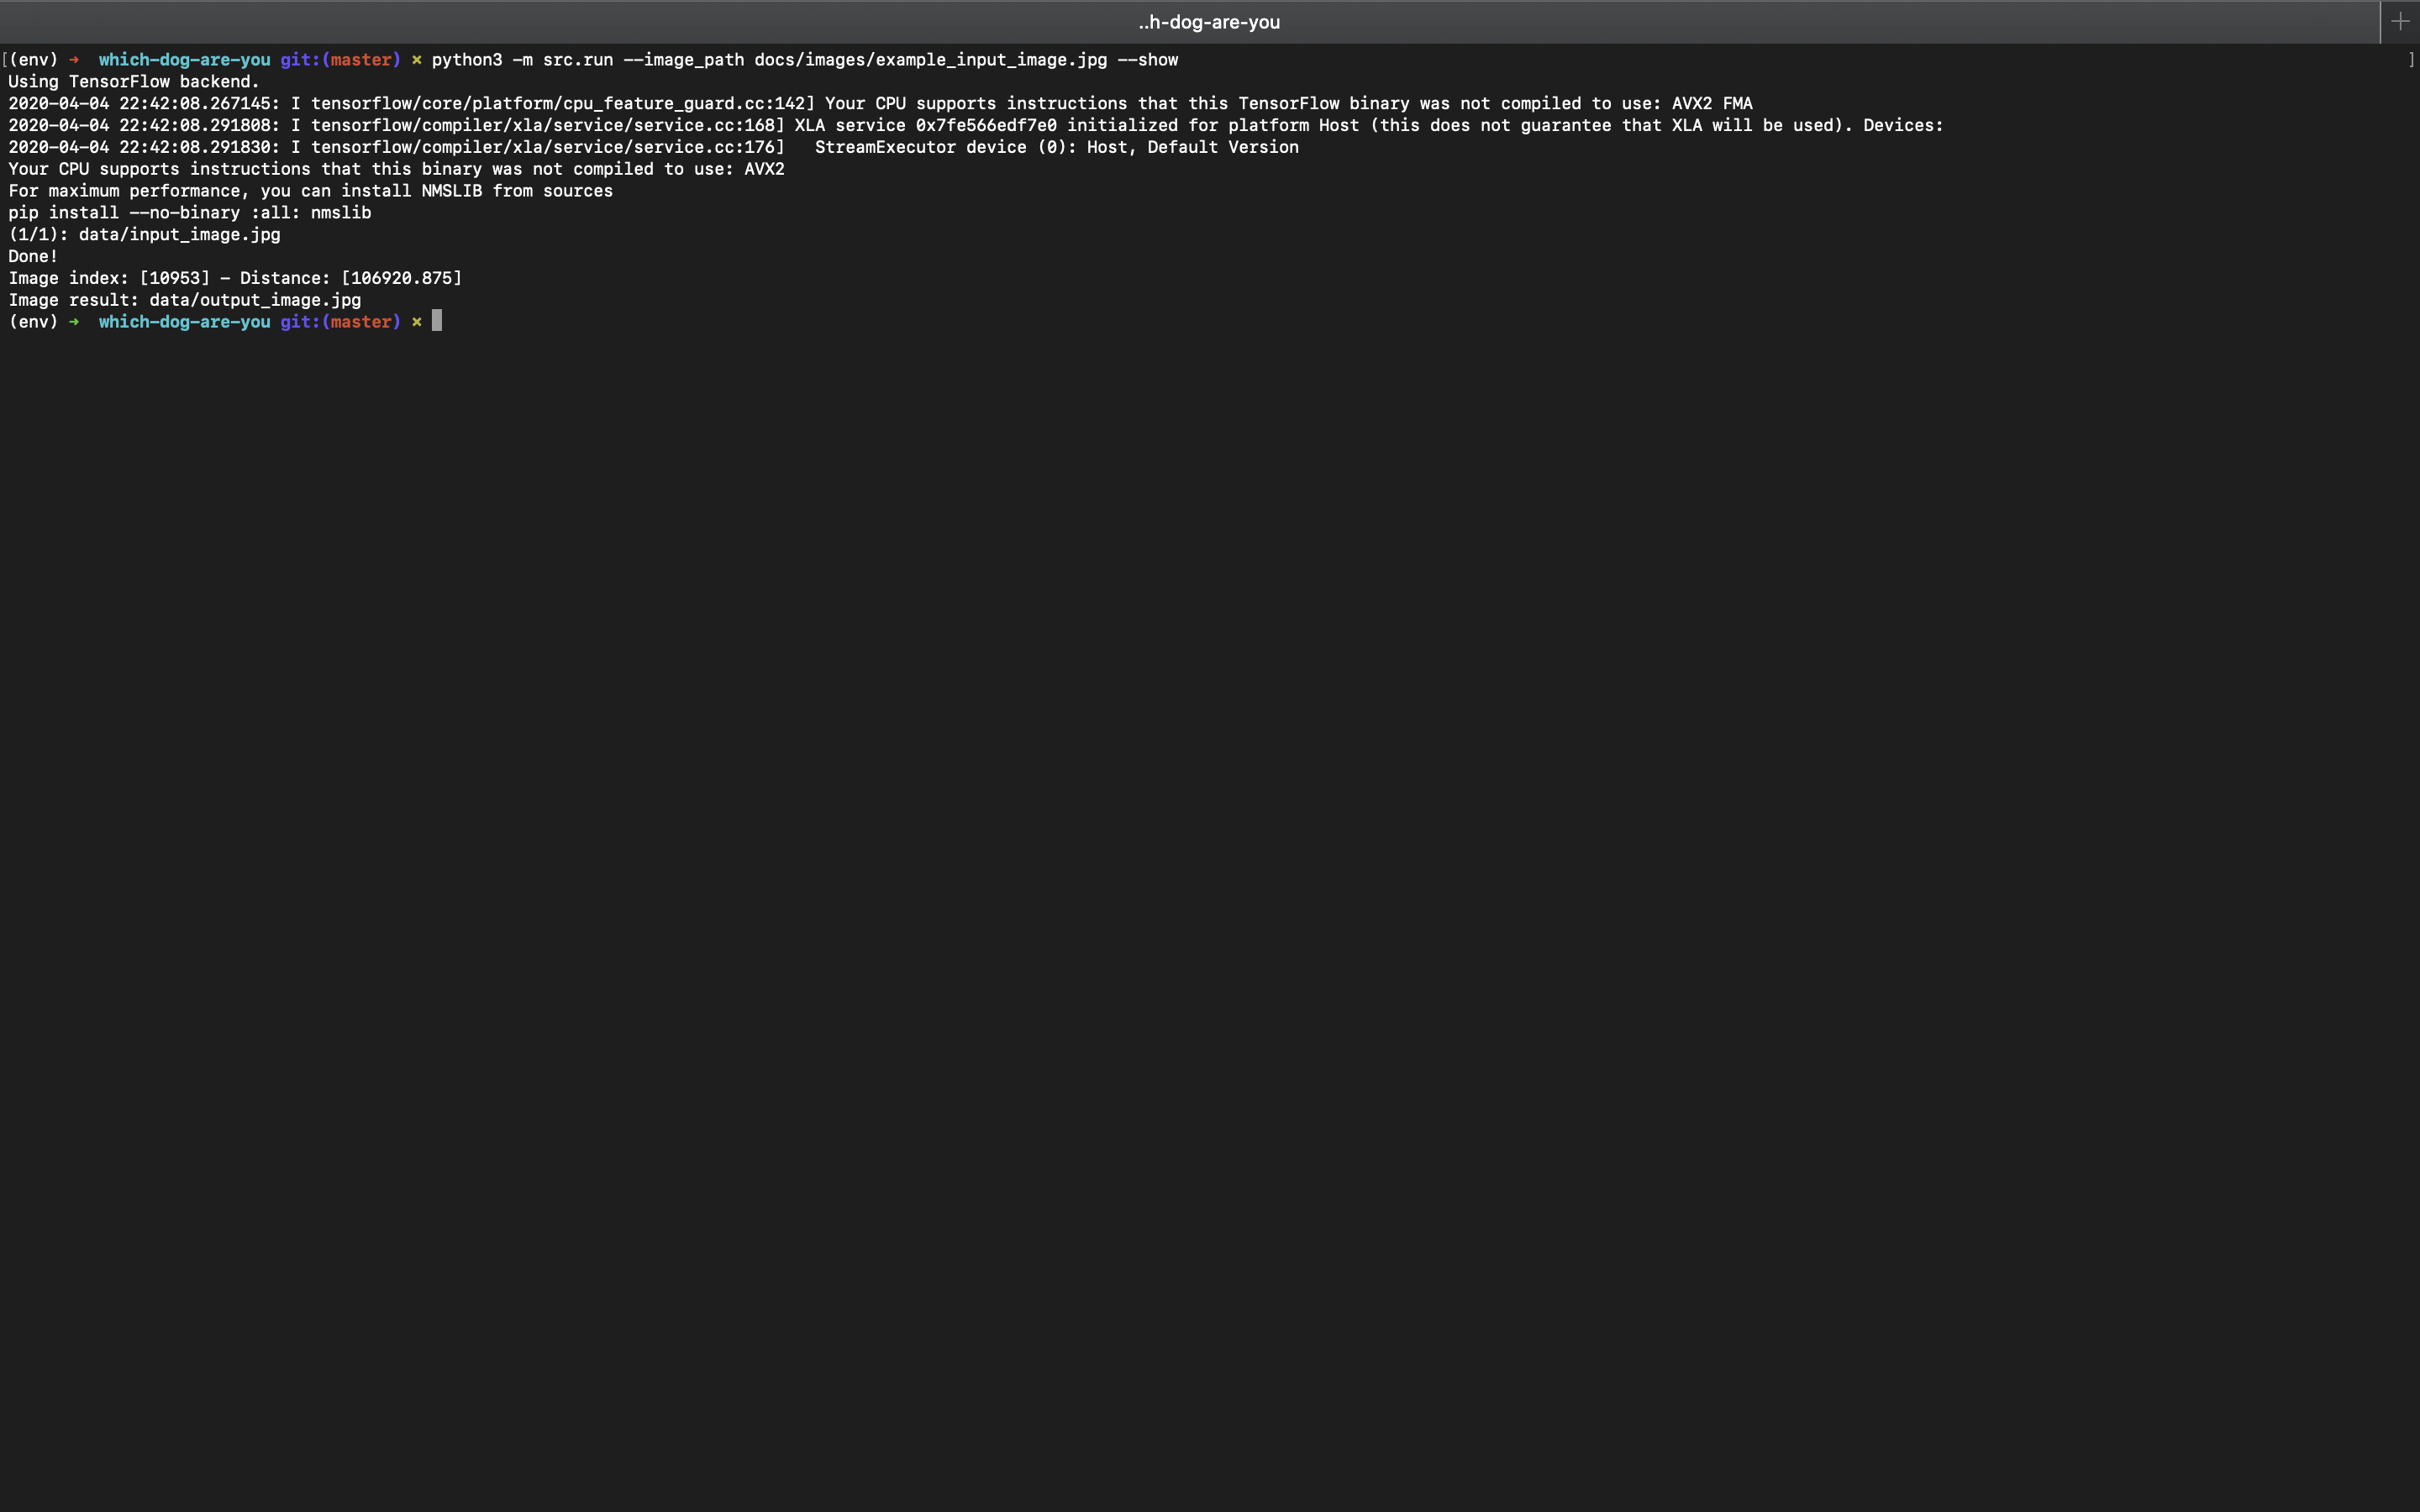 ..h-dog-are-you
[(env) ➜  which-dog-are-you git:(master) ✗ python3 -m src.run --image_path docs/images/example_input_image.jpg --show ]
Using TensorFlow backend.
2020-04-04 22:42:08.267145: I tensorflow/core/platform/cpu_feature_guard.cc:142] Your CPU supports instructions that this TensorFlow binary was not compiled to use: AVX2 FMA
2020-04-04 22:42:08.291808: I tensorflow/compiler/xla/service/service.cc:168] XLA service 0x7fe566edf7e0 initialized for platform Host (this does not guarantee that XLA will be used). Devices:
2020-04-04 22:42:08.291830: I tensorflow/compiler/xla/service/service.cc:176]   StreamExecutor device (0): Host, Default Version
Your CPU supports instructions that this binary was not compiled to use: AVX2
For maximum performance, you can install NMSLIB from sources
pip install --no-binary :all: nmslib
(1/1): data/input_image.jpg
Done!
Image index: [10953] - Distance: [106920.875]
Image result: data/output_image.jpg
(env) ➜  which-dog-are-you git:(master) ✗